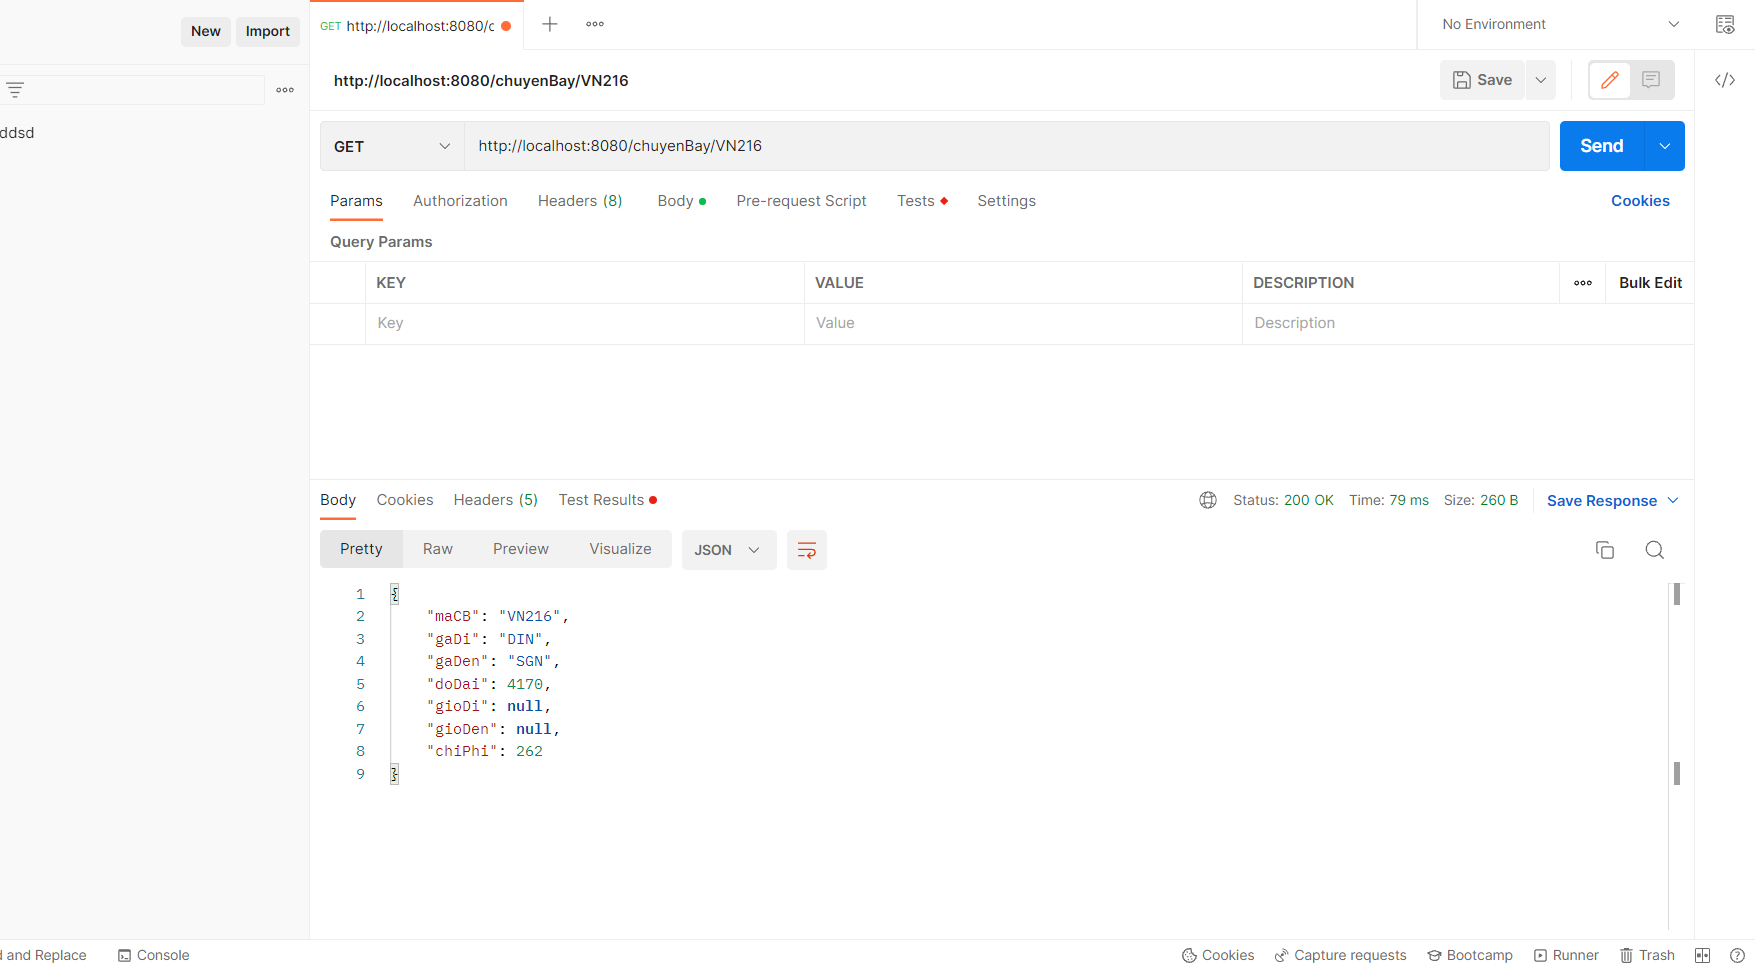 New Import
GET http://localhost:8080/c
No Environment
http://localhost:8080/chuyenBay/VN216
Save
ddsd
GET http://localhost:8080/chuyenBay/VN216 Send
Params Authorization Headers (8) Body Pre-request Script Tests Settings Cookies
Query Params
KEY VALUE DESCRIPTION Bulk Edit
Key Value Description
Body Cookies Headers (5) Test Results Status: 200 OK Time: 79 ms Size: 260 B Save Response
Pretty Raw Preview Visualize JSON
1 {
2 "maCB": "VN216",
3 "gaDi": "DIN",
4 "gaDen": "SGN",
5 "doDai": 4170,
6 "gioDi": null,
7 "gioDen": null,
8 "chiPhi": 262
9 }
d and Replace Console Cookies Capture requests Bootcamp Runner Trash